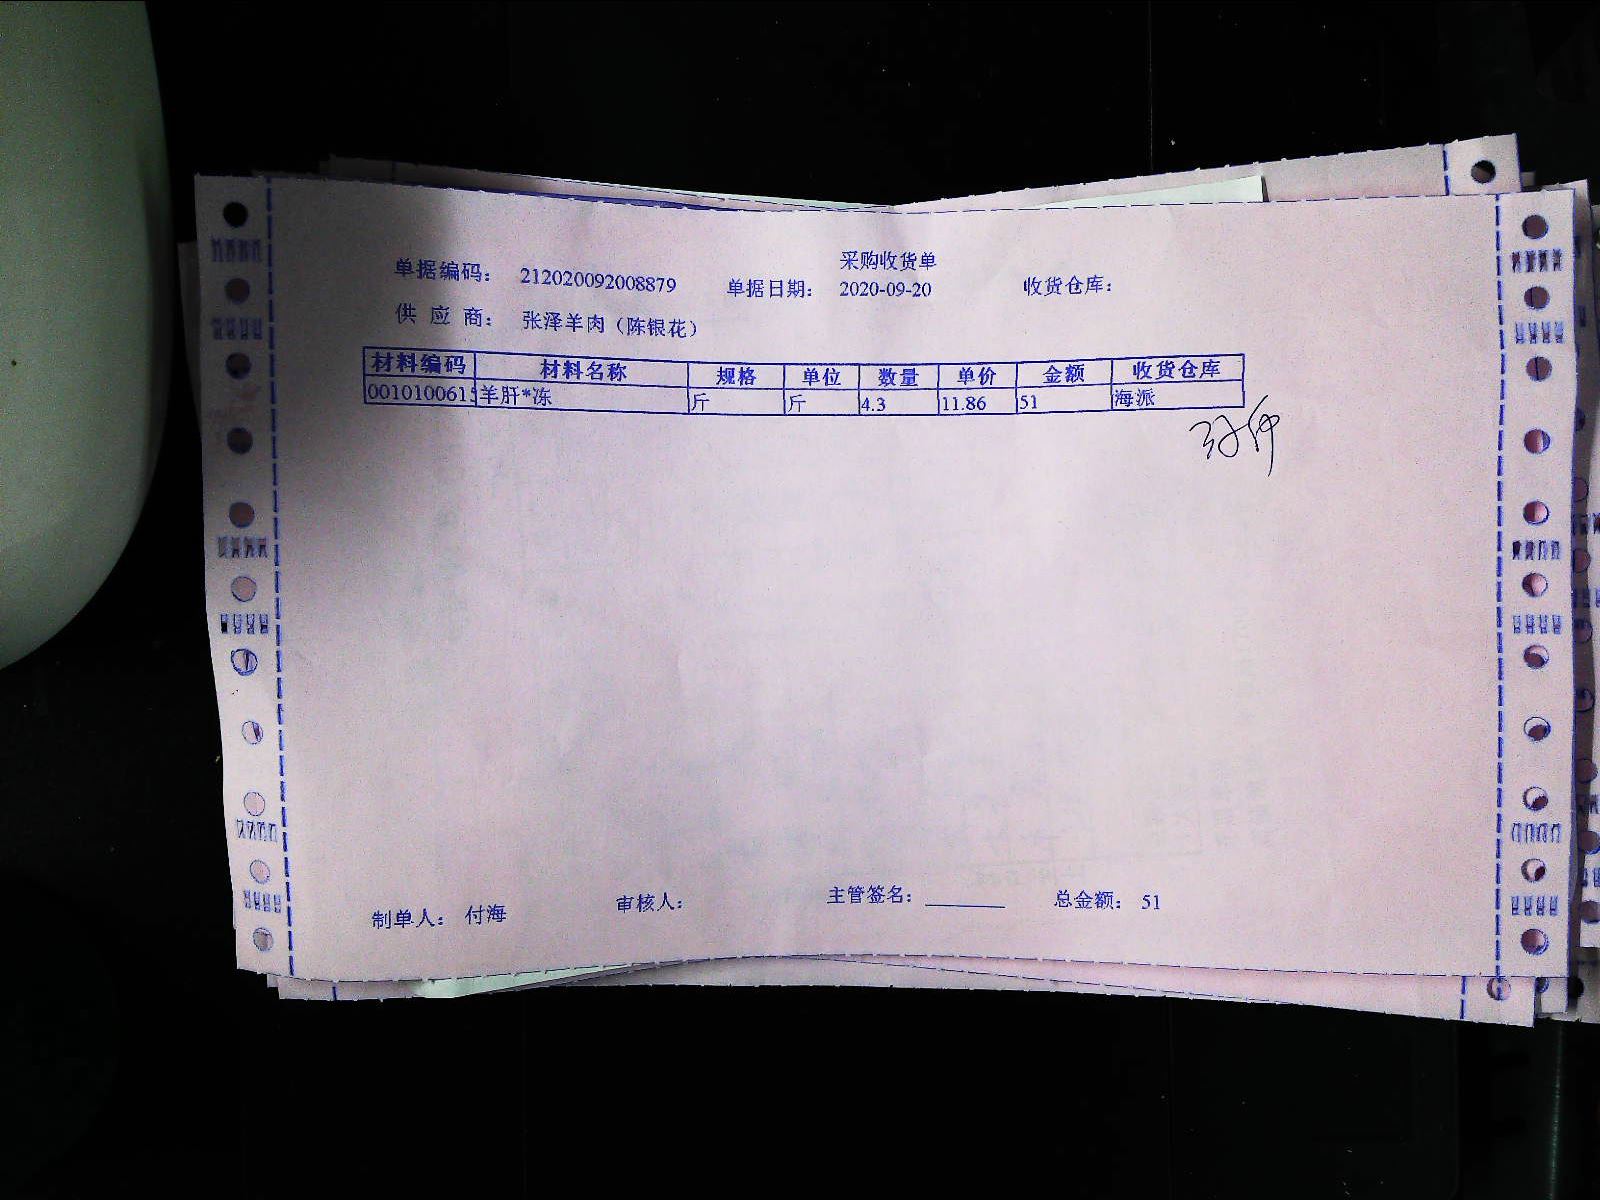 采购收货单
单据编码： 212020092008879 单据日期： 2020-09-20 收货仓库：
供 应 商： 张泽羊肉（陈银花）
材料编码 材料名称 规格 单位 数量 单价 金额 收货仓库
001010061 羊肝*冻 斤 斤 4.3 11.86 51 海派
制单人： 付海 审核人： 主管签名： 总金额： 51